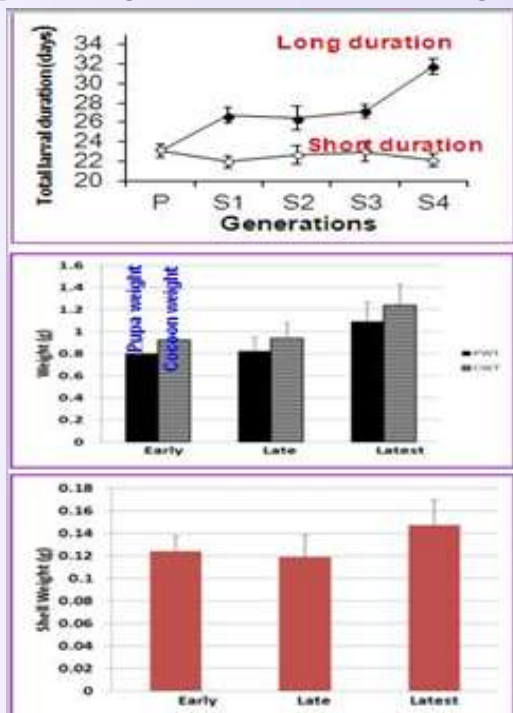 34
32
30
28
26
24
22
20
Total larval duration(days)
Long duration
Short duration
P S1 S2 S3 S4
Generations
1.6
1.4
1.2
1
0.8
0.6
0.4
0.2
0
Weight (g)
Pupa weight
Cocoon weight
PWT
CWT
Early Late Latest
0.18
0.16
0.14
0.12
0.1
0.08
0.06
0.04
0.02
0
Shell Weight (g)
Early Late Latest